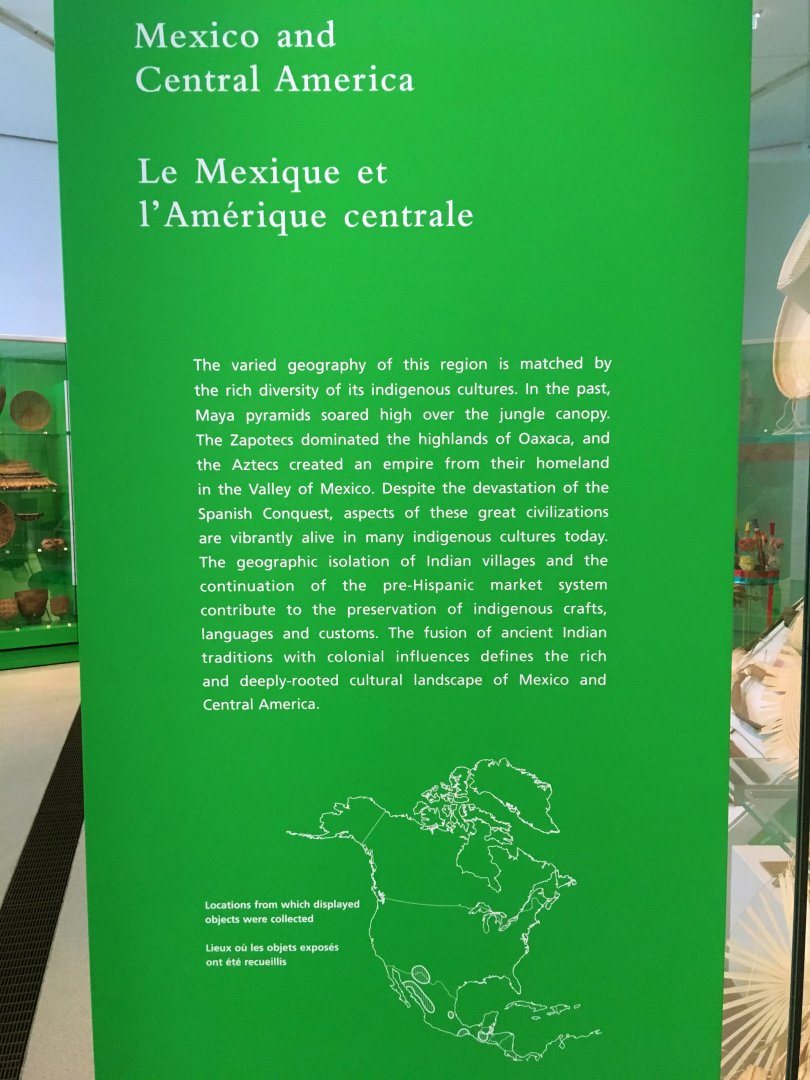 Mexico and
Central America
Le Mexique et
l'Amérique centrale
The varied geography of this region is matched by
the rich diversity of its indigenous cultures. In the past,
Maya pyramids soared high over the jungle canopy.
The Zapotecs dominated the highlands of Oaxaca, and
the Aztecs created an empire from their homeland
in the Valley of Mexico. Despite the devastation of the
Spanish Conquest, aspects of these great civilizations
are vibrantly alive in many indigenous cultures today.
The geographic isolation of Indian villages and the
continuation of the pre-Hispanic market system
contribute to the preservation of indigenous crafts,
languages and customs. The fusion of ancient Indian
traditions with colonial influences defines the rich
and deeply-rooted cultural landscape of Mexico and
Central America.
Locations from which displayed
objects were collected
Lieux où les objets exposés
ont été recueillis